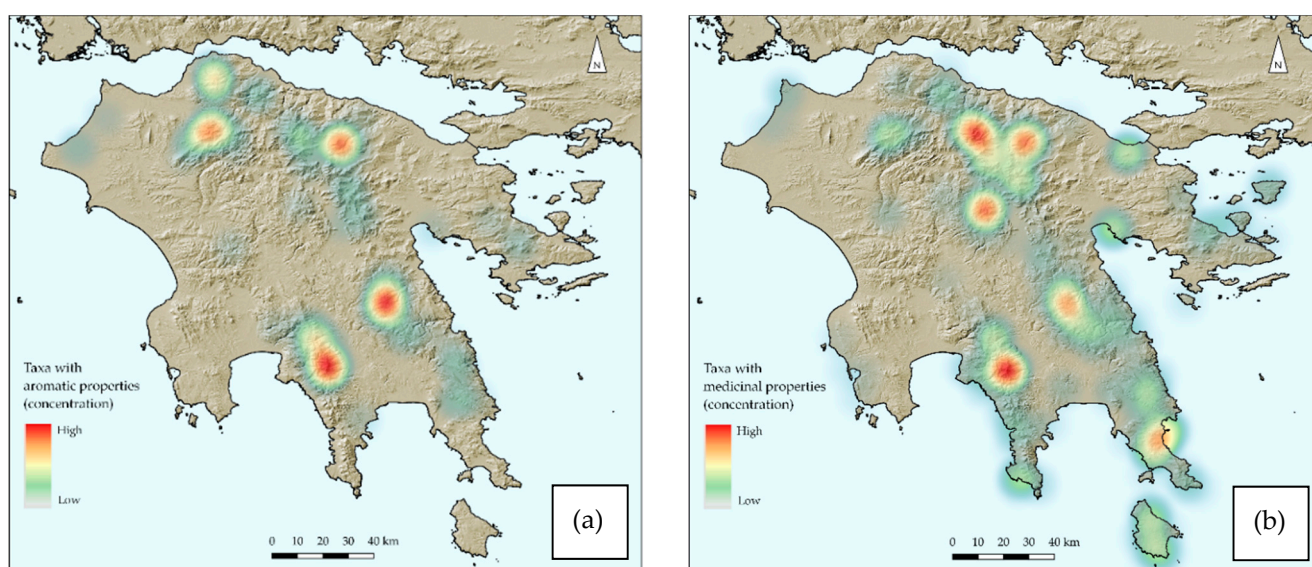 N
Taxa with
aromatic properties
(concentration)
High
Low
0 10 20 30 40 km
(a)
N
Taxa with
medicinal properties
(concentration)
High
Low
0 10 20 30 40 km
(b)